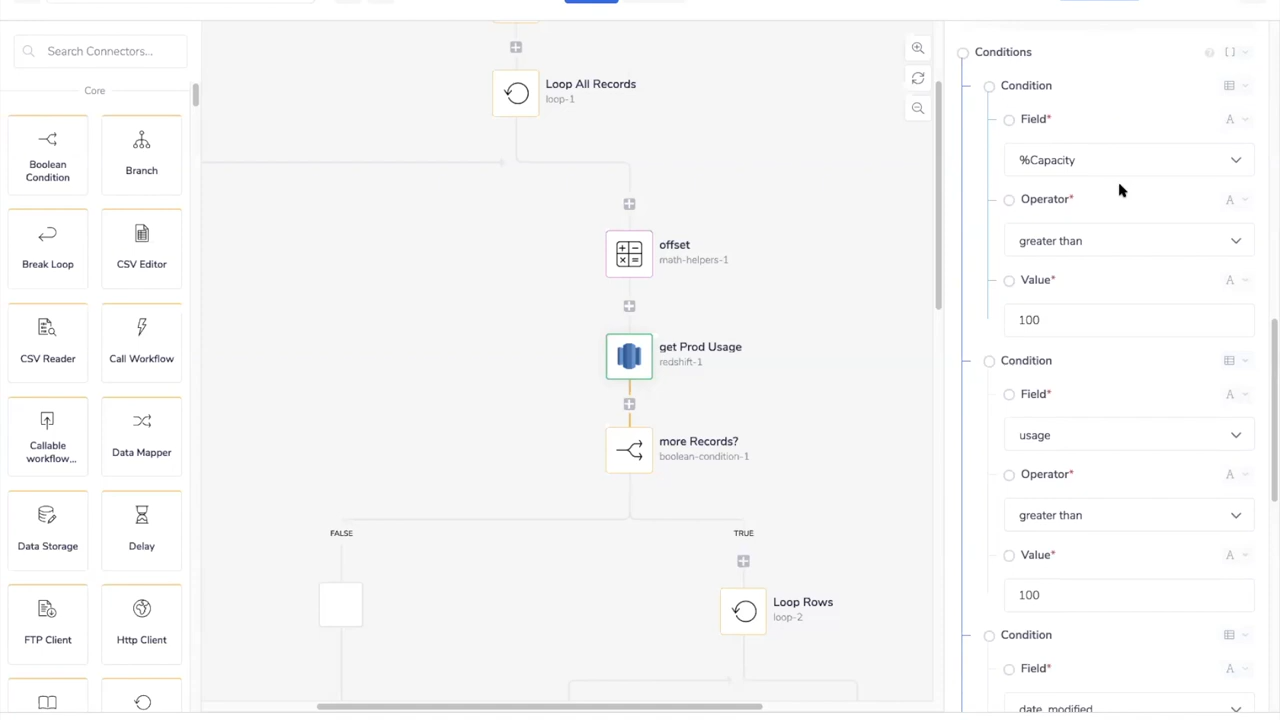 Search Connectors...
Core
Boolean
Condition
Branch
Break Loop
CSV Editor
CSV Reader
Call Workflow
Callable
workflow...
Data Mapper
Data Storage
Delay
FTP Client
Http Client
Loop All Records
loop-1
offset
math-helpers-1
get Prod Usage
redshift-1
more Records?
boolean-condition-1
FALSE
TRUE
Loop Rows
loop-2
Conditions
Condition
Field*
A
%Capacity
Operator*
A
greater than
Value*
A
100
Condition
Field*
A
usage
Operator*
A
greater than
Value*
A
100
Condition
Field*
A
date_modified